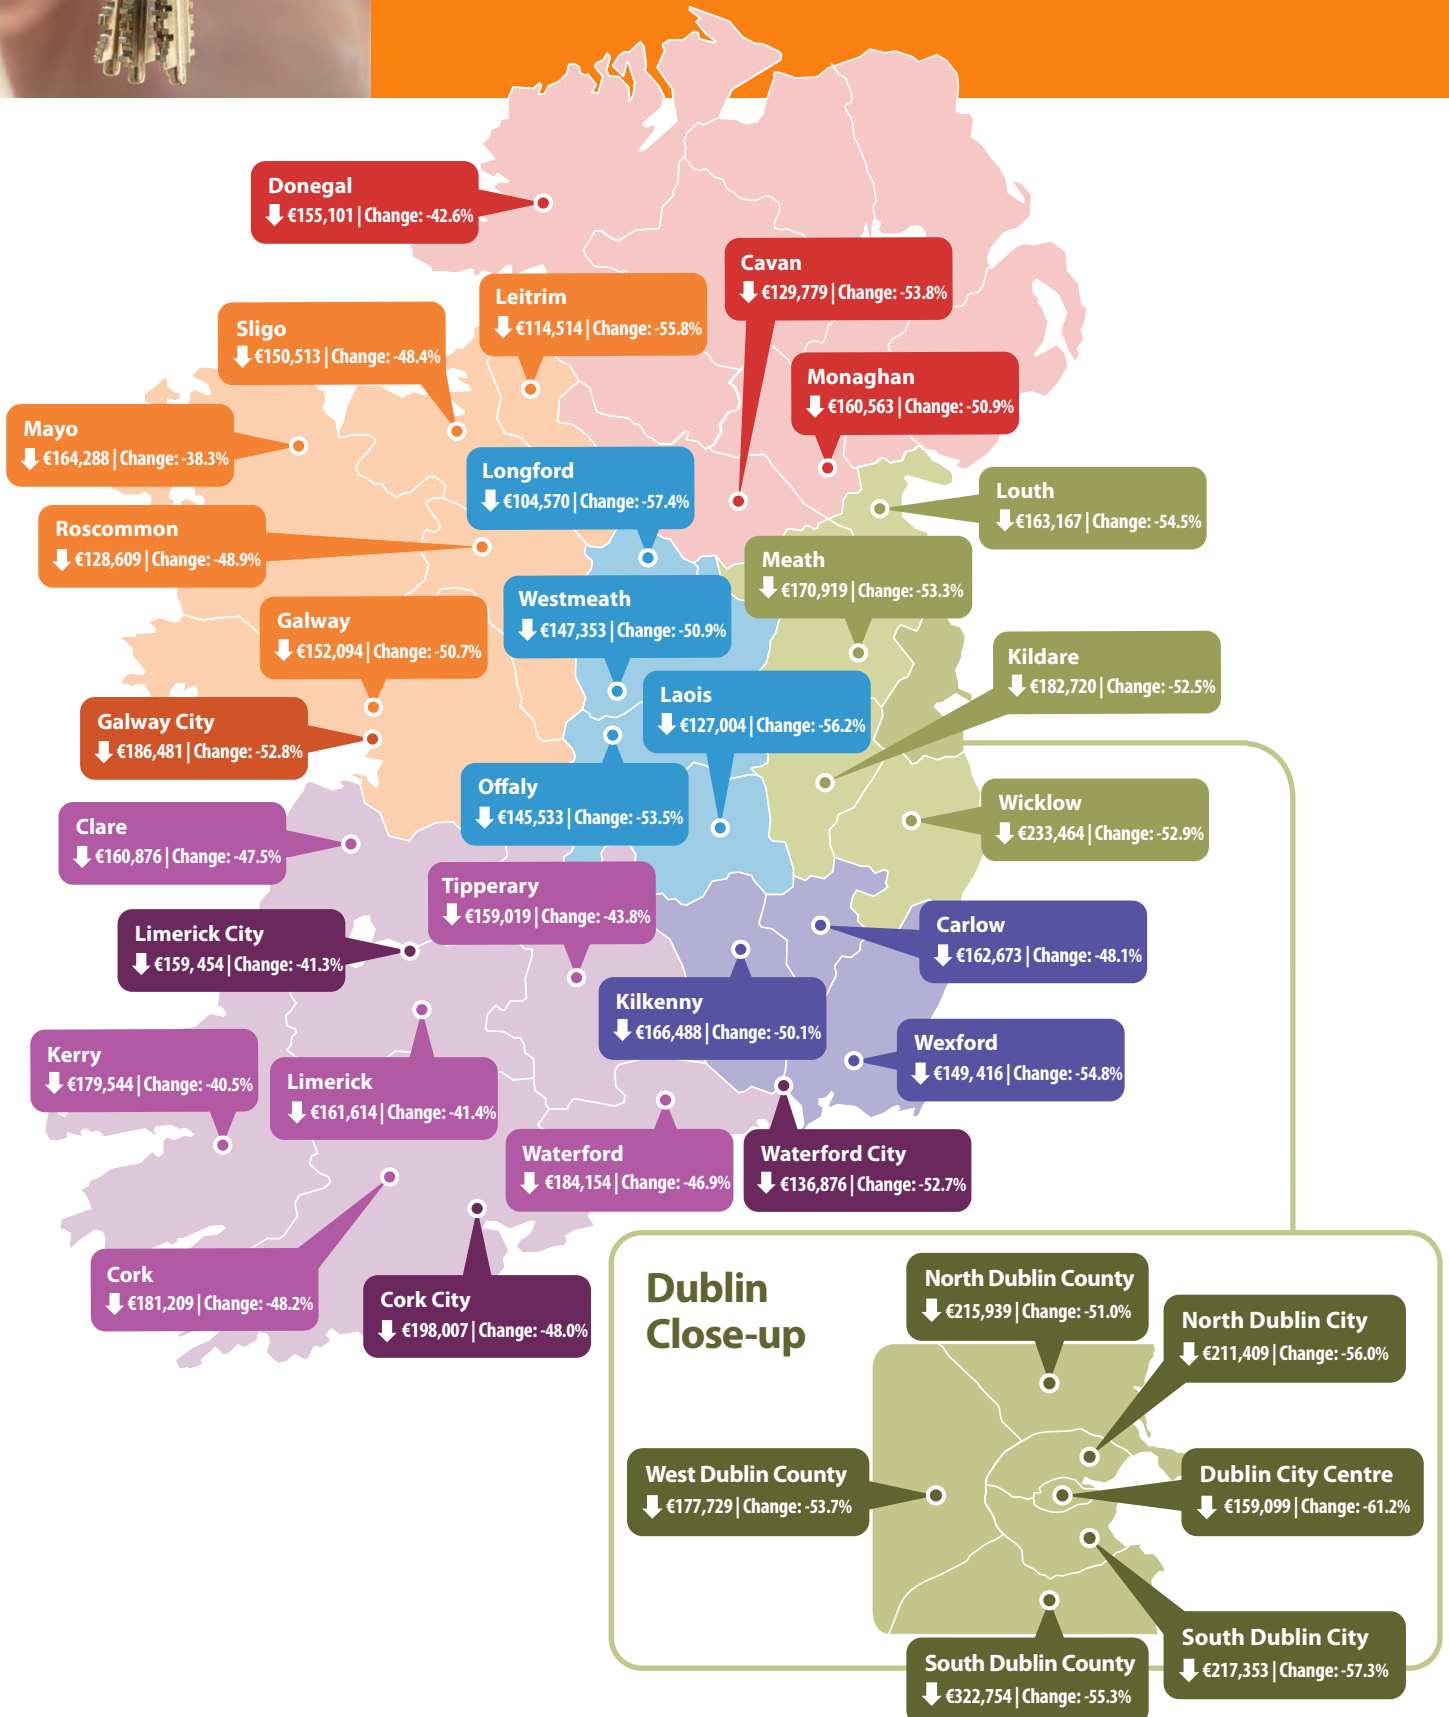 Donegal
€155,101 | Change: -42.6%
Cavan
€129,779 | Change: -53.8%
Leitrim
€114,514 | Change: -55.8%
Sligo
€150,513 | Change: -48.4%
Monaghan
€160,563 | Change: -50.9%
Mayo
€164,288 | Change: -38.3%
Longford
€104,570 | Change: -57.4%
Louth
€163,167 | Change: -54.5%
Roscommon
€128,609 | Change: -48.9%
Meath
€170,919 | Change: -53.3%
Westmeath
€147,353 | Change: -50.9%
Galway
€152,094 | Change: -50.7%
Kildare
€182,720 | Change: -52.5%
Laois
€127,004 | Change: -56.2%
Galway City
€186,481 | Change: -52.8%
Offaly
€145,533 | Change: -53.5%
Wicklow
€233,464 | Change: -52.9%
Clare
€160,876 | Change: -47.5%
Tipperary
€159,019 | Change: -43.8%
Limerick City
€159, 454 | Change: -41.3%
Carlow
€162,673 | Change: -48.1%
Kilkenny
€166,488 | Change: -50.1%
Wexford
€149, 416 | Change: -54.8%
Kerry
€179,544 | Change: -40.5%
Limerick
€161,614 | Change: -41.4%
Waterford
€184,154 | Change: -46.9%
Waterford City
€136,876 | Change: -52.7%
Cork
€181,209 | Change: -48.2%
Cork City
€198,007 | Change: -48.0%
Dublin
Close-up
North Dublin County
€215,939 | Change: -51.0%
North Dublin City
€211,409 | Change: -56.0%
West Dublin County
€177,729 | Change: -53.7%
Dublin City Centre
€159,099 | Change: -61.2%
South Dublin City
€217,353 | Change: -57.3%
South Dublin County
€322,754 | Change: -55.3%